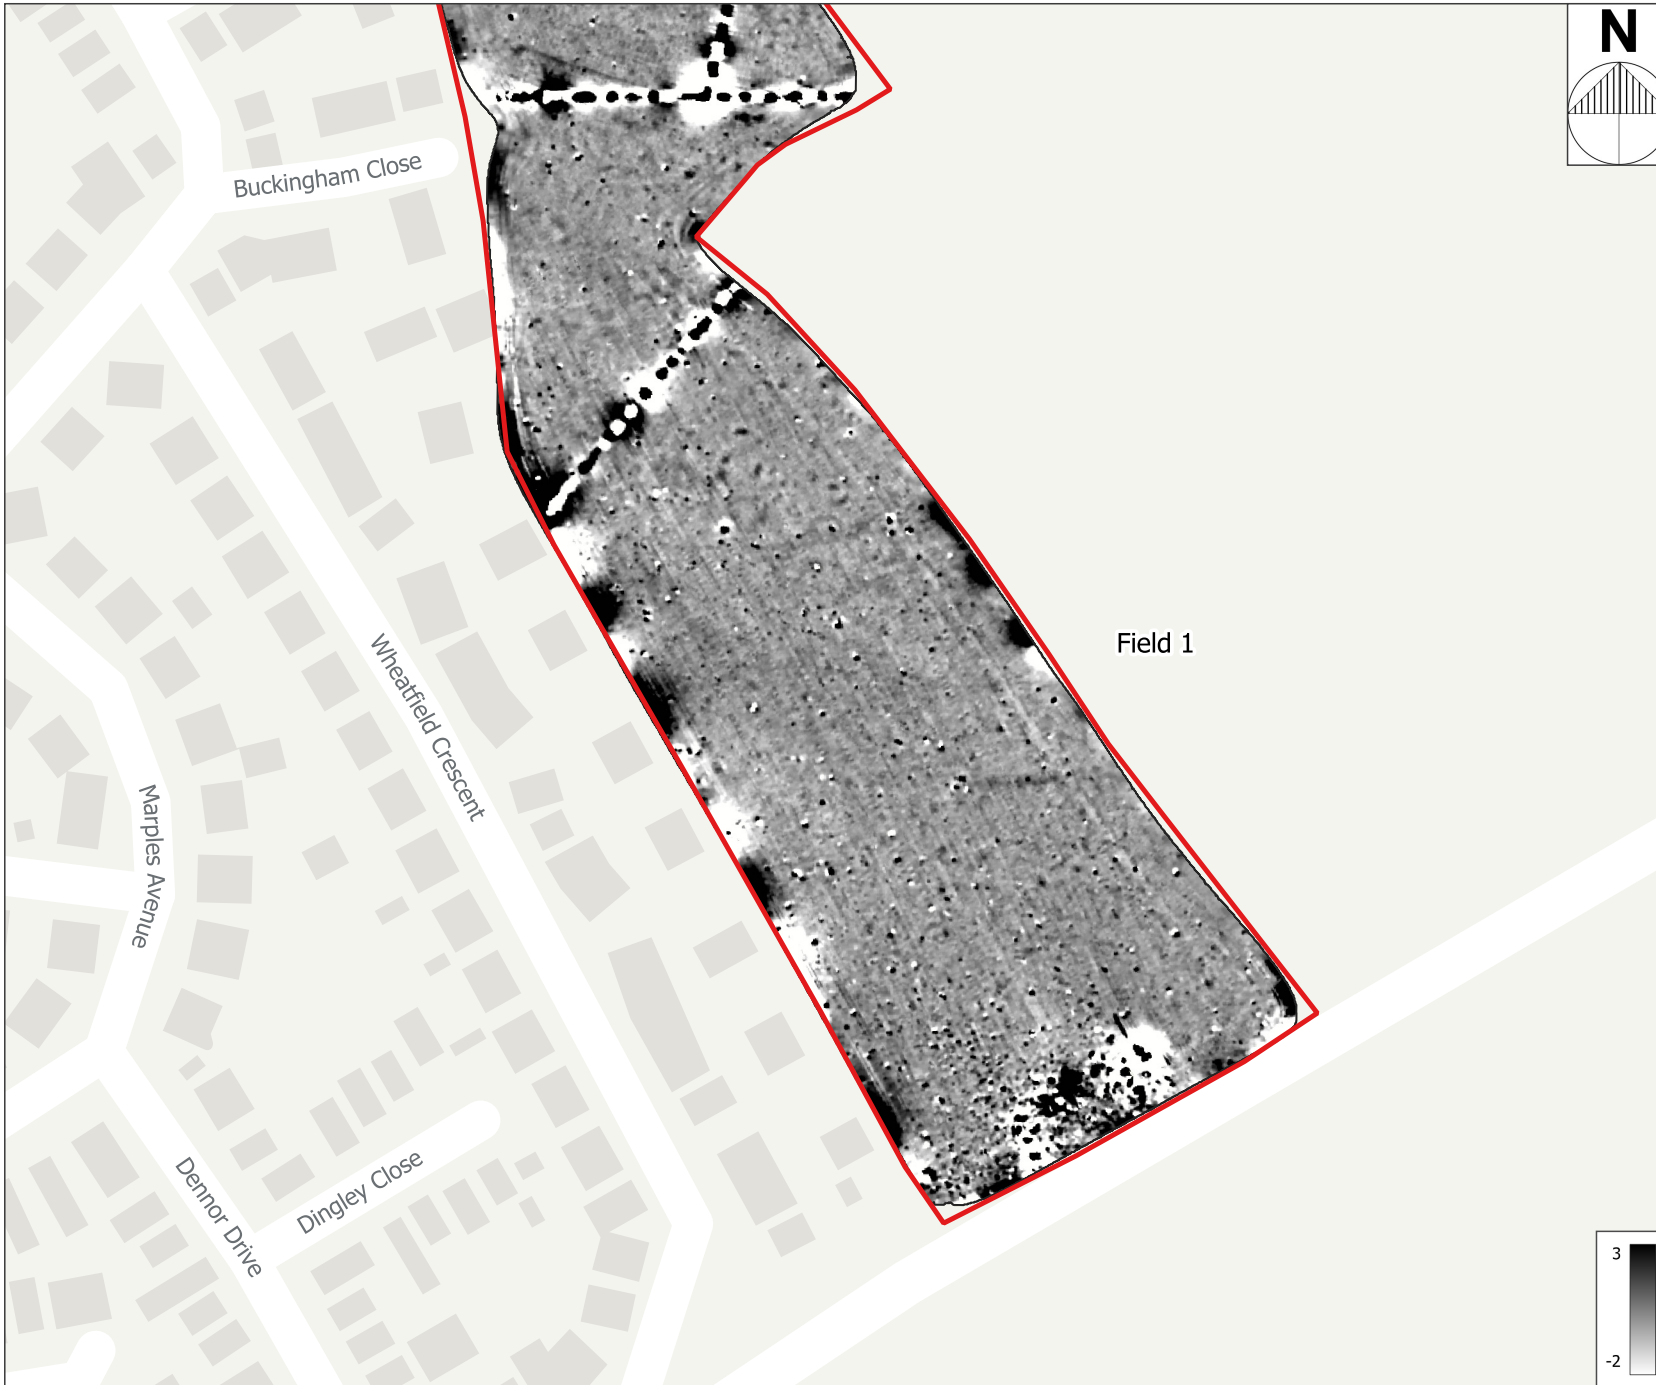 N
Buckingham Close
Field 1
Wheatfield Crescent
Marples Avenue
Dingley Close
Dennor Drive
3
-2